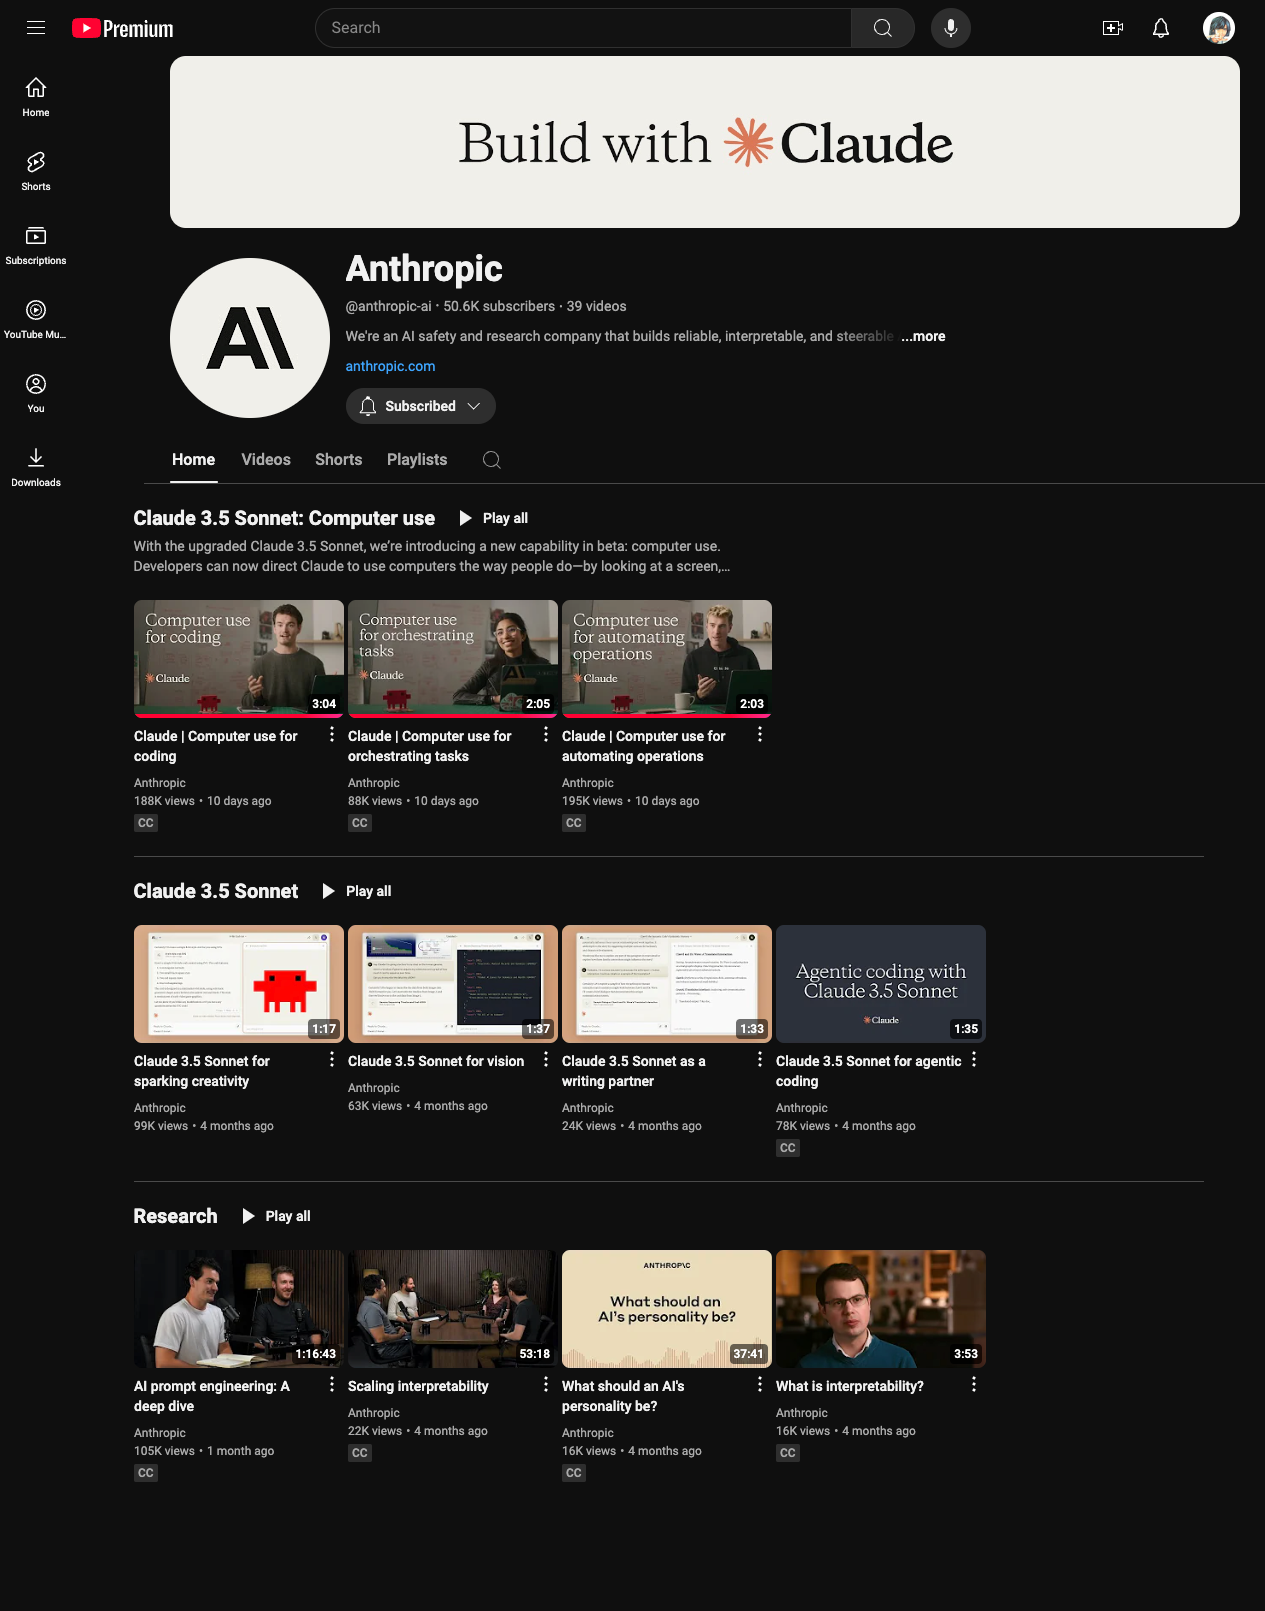 Premium
Search
Home
Shorts
Subscriptions
YouTube Mu...
You
Downloads
Build with Claude
AI
Anthropic
@anthropic-ai · 50.6K subscribers · 39 videos
We're an AI safety and research company that builds reliable, interpretable, and steerable ...more
anthropic.com
Subscribed
Home Videos Shorts Playlists
Claude 3.5 Sonnet: Computer use Play all
With the upgraded Claude 3.5 Sonnet, we’re introducing a new capability in beta: computer use.
Developers can now direct Claude to use computers the way people do—by looking at a screen,…
Computer use
for coding
Claude
3:04
Claude | Computer use for
coding
Anthropic
188K views • 10 days ago
CC
Computer use
for orchestrating
tasks
Claude
2:05
Claude | Computer use for
orchestrating tasks
Anthropic
88K views • 10 days ago
CC
Computer use
for automating
operations
Claude
2:03
Claude | Computer use for
automating operations
Anthropic
195K views • 10 days ago
CC
Claude 3.5 Sonnet Play all
1:17
Claude 3.5 Sonnet for
sparking creativity
Anthropic
99K views • 4 months ago
1:37
Claude 3.5 Sonnet for vision
Anthropic
63K views • 4 months ago
1:33
Claude 3.5 Sonnet as a
writing partner
Anthropic
24K views • 4 months ago
Agentic coding with
Claude 3.5 Sonnet
Claude
1:35
Claude 3.5 Sonnet for agentic
coding
Anthropic
78K views • 4 months ago
CC
Research Play all
1:16:43
AI prompt engineering: A
deep dive
Anthropic
105K views • 1 month ago
CC
53:18
Scaling interpretability
Anthropic
22K views • 4 months ago
CC
ANTHROP\C
What should an
AI's personality be?
37:41
What should an AI's
personality be?
Anthropic
16K views • 4 months ago
CC
3:53
What is interpretability?
Anthropic
16K views • 4 months ago
CC